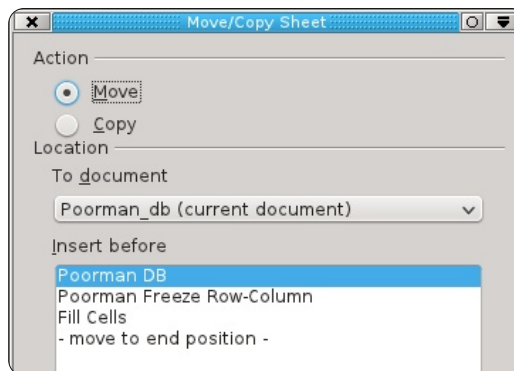 Move/Copy Sheet
Action
Move
Copy
Location
To document
Poorman_db (current document)
Insert before
Poorman DB
Poorman Freeze Row-Column
Fill Cells
- move to end position -